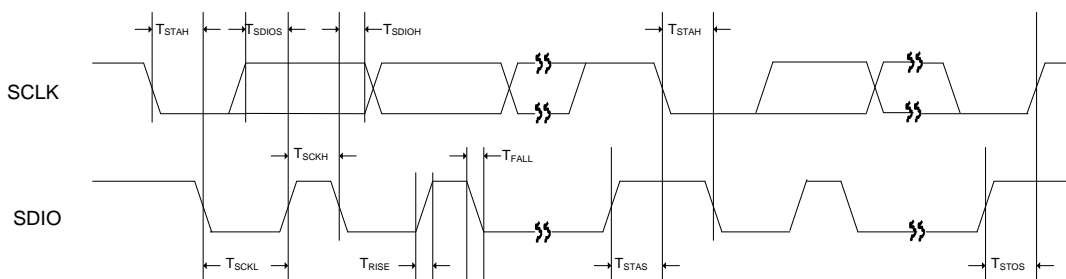 TSTAH TSDIOS TSDIOH TSTAH
SCLK
TSCKH TFALL
SDIO
TSCKL TRISE TSTAS TSTOS